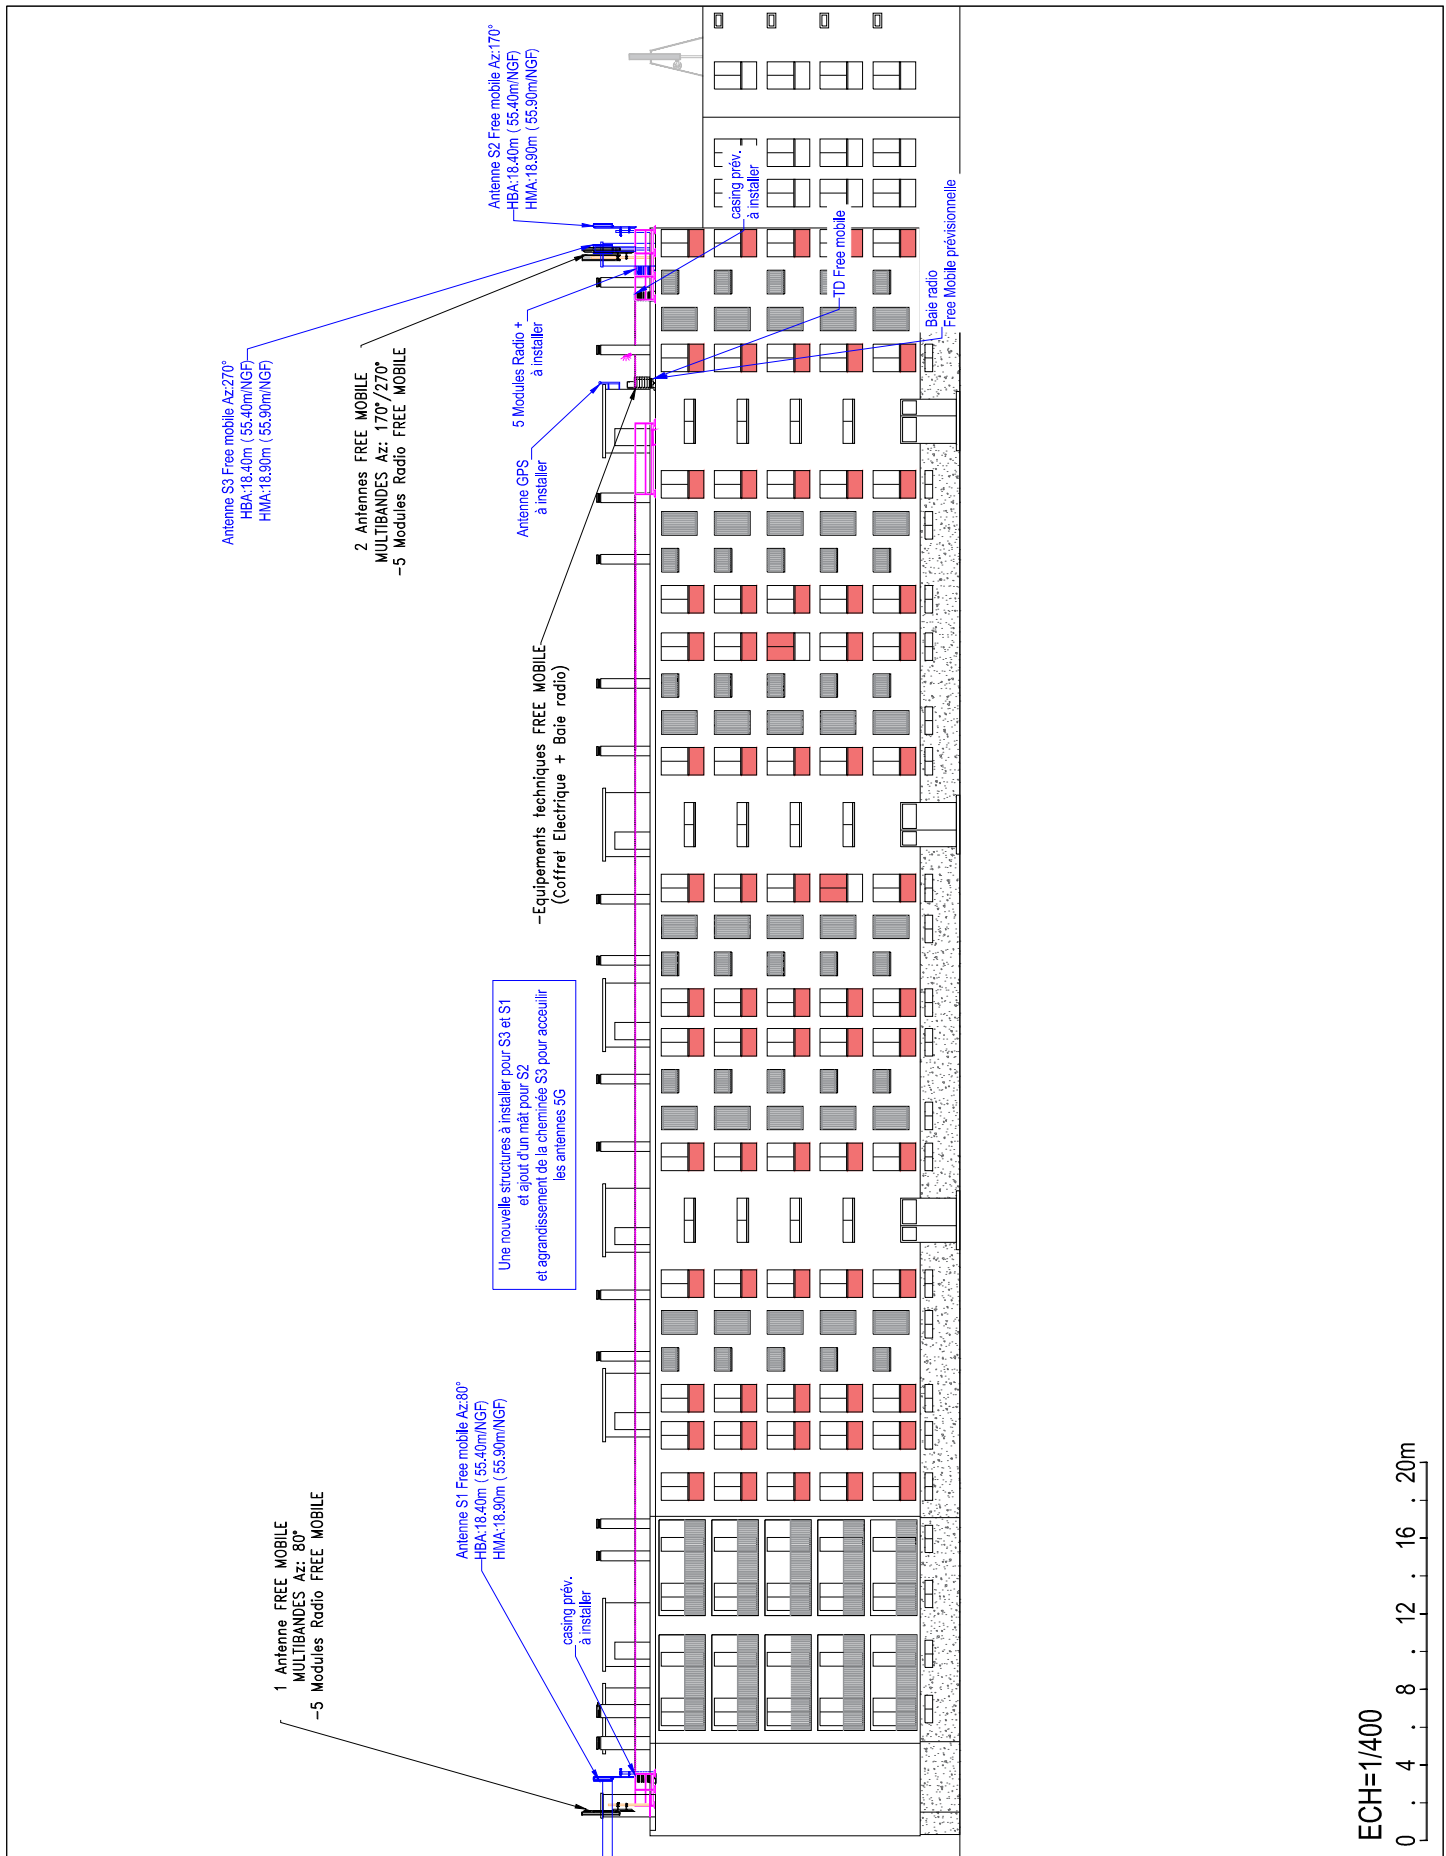 1 Antenne FREE MOBILE
MULTIBANDES Az: 80°
-5 Modules Radio FREE MOBILE
Antenne S1 Free mobile Az:80°
HBA:18.40m ( 55.40m/NGF)
HMA:18.90m ( 55.90m/NGF)
casing prév.
à installer
Une nouvelle structures à installer pour S3 et S1
et ajout d'un mât pour S2
et agrandissement de la cheminée S3 pour acceuilir
les antennes 5G
-Equipements techniques FREE MOBILE
(Coffret Electrique + Baie radio)
Antenne S3 Free mobile Az:270°
HBA:18.40m ( 55.40m/NGF)
HMA:18.90m ( 55.90m/NGF)
2 Antennes FREE MOBILE
MULTIBANDES Az: 170°/270°
-5 Modules Radio FREE MOBILE
Antenne GPS
à installer
5 Modules Radio +
à installer
Antenne S2 Free mobile Az:170°
HBA:18.40m ( 55.40m/NGF)
HMA:18.90m ( 55.90m/NGF)
casing prév.
à installer
TD Free mobile
Baie radio
Free Mobile prévisionnelle
ECH=1/400
0 4 8 12 16 20m